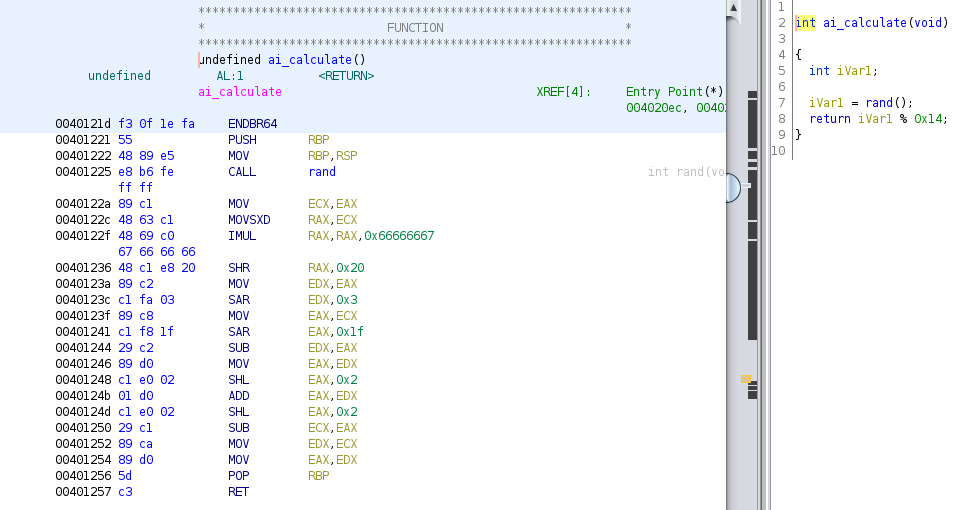 **************************************************************
* FUNCTION *
**************************************************************
undefined ai_calculate()
undefined AL:1 <RETURN>
ai_calculate XREF[4]: Entry Point(*)
004020ec, 0040
0040121d f3 0f 1e fa ENDBR64
00401221 55 PUSH RBP
00401222 48 89 e5 MOV RBP,RSP
00401225 e8 b6 fe CALL rand int rand(vo
ff ff
0040122a 89 c1 MOV ECX,EAX
0040122c 48 63 c1 MOVSXD RAX,ECX
0040122f 48 69 c0 IMUL RAX,RAX,0x66666667
67 66 66 66
00401236 48 c1 e8 20 SHR RAX,0x20
0040123a 89 c2 MOV EDX,EAX
0040123c c1 fa 03 SAR EDX,0x3
0040123f 89 c8 MOV EAX,ECX
00401241 c1 f8 1f SAR EAX,0x1f
00401244 29 c2 SUB EDX,EAX
00401246 89 d0 MOV EAX,EDX
00401248 c1 e0 02 SHL EAX,0x2
0040124b 01 d0 ADD EAX,EDX
0040124d c1 e0 02 SHL EAX,0x2
00401250 29 c1 SUB ECX,EAX
00401252 89 ca MOV EDX,ECX
00401254 89 d0 MOV EAX,EDX
00401256 5d POP RBP
00401257 c3 RET
1
2 int ai_calculate(void)
3
4 {
5 int iVar1;
6
7 iVar1 = rand();
8 return iVar1 % 0x14;
9 }
10